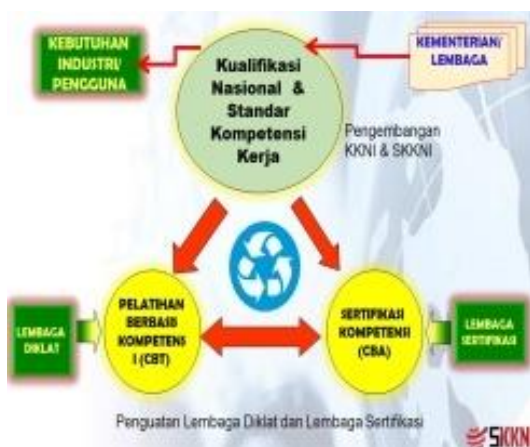 KEBUTUHAN
INDUSTRI/
PENGGUNA
Kualifikasi
Nasional &
Standar
Kompetensi
Kerja
KEMENTERIAN/
LEMBAGA
Pengembangan
KKNI & SKKNI
PELATIHAN
BERBASIS
KOMPETENS
I (CBT)
SERTIFIKASI
KOMPETENSI
(CBA)
LEMBAGA
DIKLAT
LEMBAGA
SERTIFIKASI
Penguatan Lembaga Diklat dan Lembaga Sertifikasi